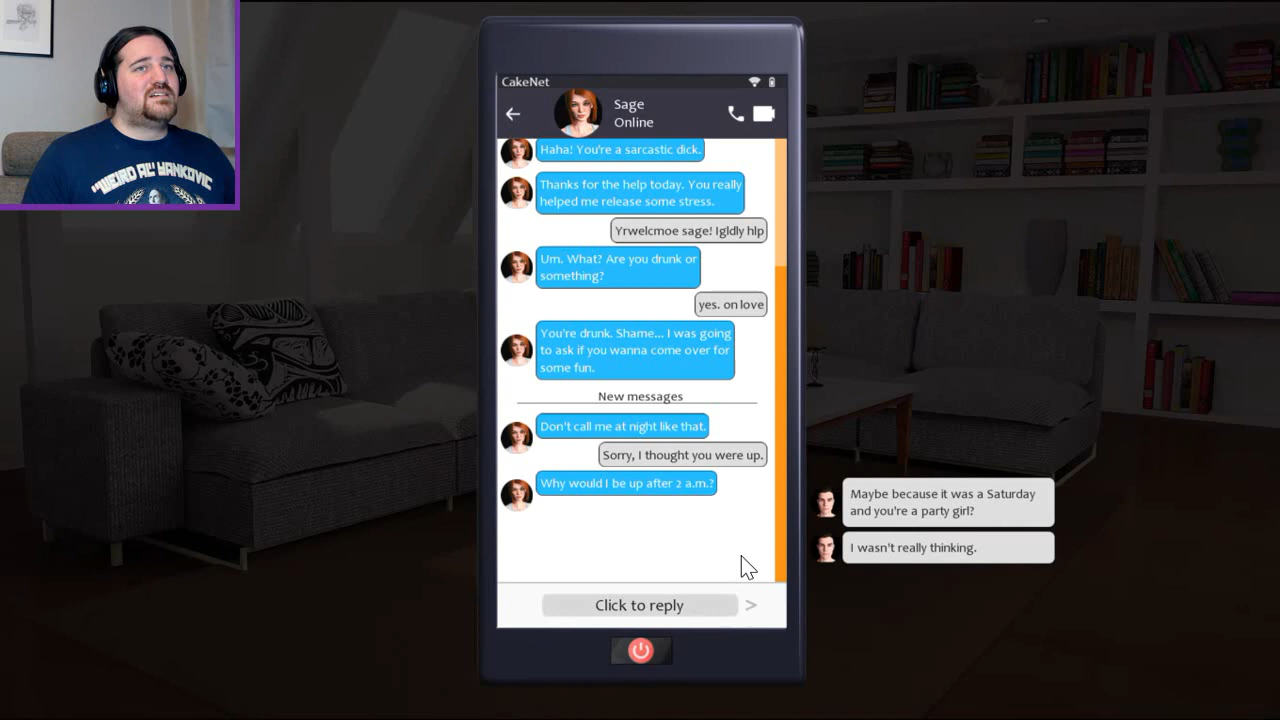 "WEIRD AL" YANKOVIC
CakeNet
Sage
Online
Haha! You're a sarcastic dick.
Thanks for the help today. You really
helped me release some stress.
Yrwelcmoe sage! Igldly hlp
Um. What? Are you drunk or
something?
yes. on love
You're drunk. Shame... I was going
to ask if you wanna come over for
some fun.
New messages
Don't call me at night like that.
Sorry, I thought you were up.
Why would I be up after 2 a.m.?
Maybe because it was a Saturday
and you're a party girl?
I wasn't really thinking.
Click to reply
>